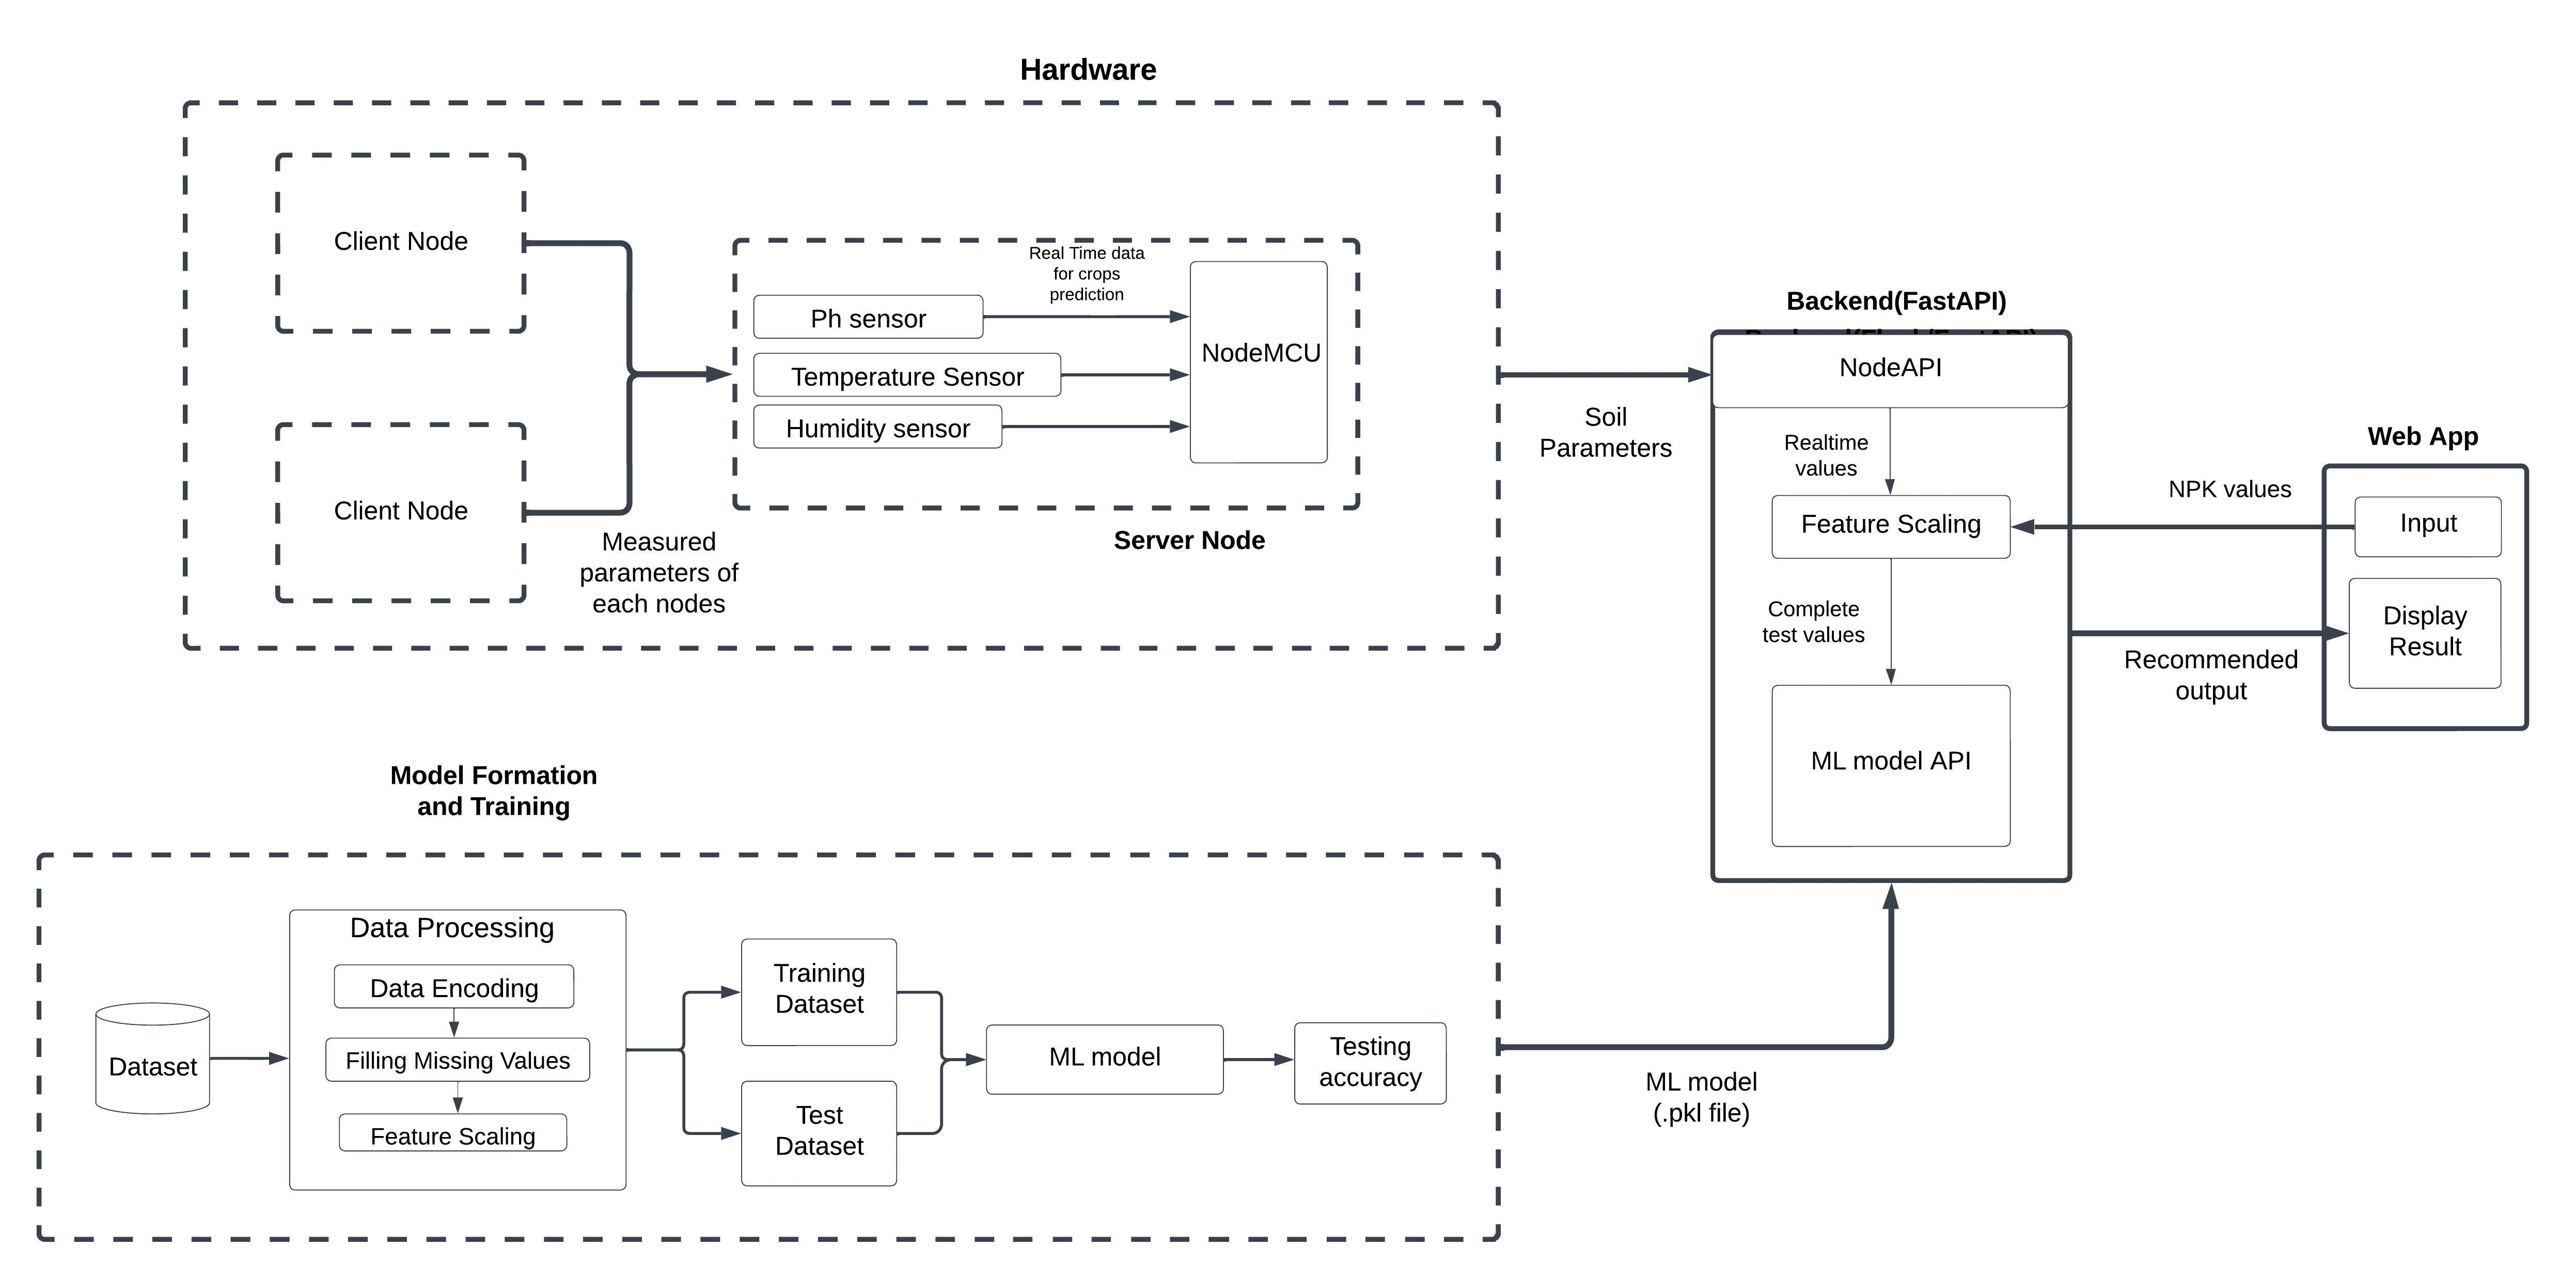 Hardware
Client Node
Client Node
Measured
parameters of
each nodes
Real Time data
for crops
prediction
Ph sensor
Temperature Sensor
Humidity sensor
NodeMCU
Server Node
Soil
Parameters
Backend(FastAPI)
NodeAPI
Realtime
values
Feature Scaling
Complete
test values
ML model API
Web App
NPK values
Input
Display
Result
Recommended
output
Model Formation
and Training
Dataset
Data Processing
Data Encoding
Filling Missing Values
Feature Scaling
Training
Dataset
Test
Dataset
ML model
Testing
accuracy
ML model
(.pkl file)